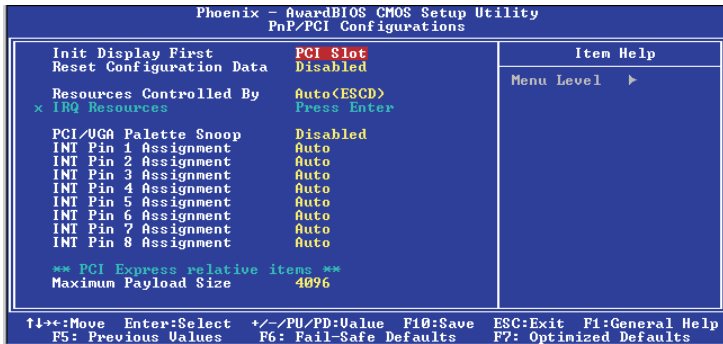 Phoenix - AwardBIOS CMOS Setup Utility
PnP/PCI Configurations
Init Display First PCI Slot
Reset Configuration Data Disabled
Resources Controlled By Auto(ESCD)
x IRQ Resources Press Enter
PCI/VGA Palette Snoop Disabled
INT Pin 1 Assignment Auto
INT Pin 2 Assignment Auto
INT Pin 3 Assignment Auto
INT Pin 4 Assignment Auto
INT Pin 5 Assignment Auto
INT Pin 6 Assignment Auto
INT Pin 7 Assignment Auto
INT Pin 8 Assignment Auto
** PCI Express relative items **
Maximum Payload Size 4096
Item Help
Menu Level ▶
↑↓→←:Move Enter:Select +/-/PU/PD:Value F10:Save ESC:Exit F1:General Help
F5: Previous Values F6: Fail-Safe Defaults F7: Optimized Defaults